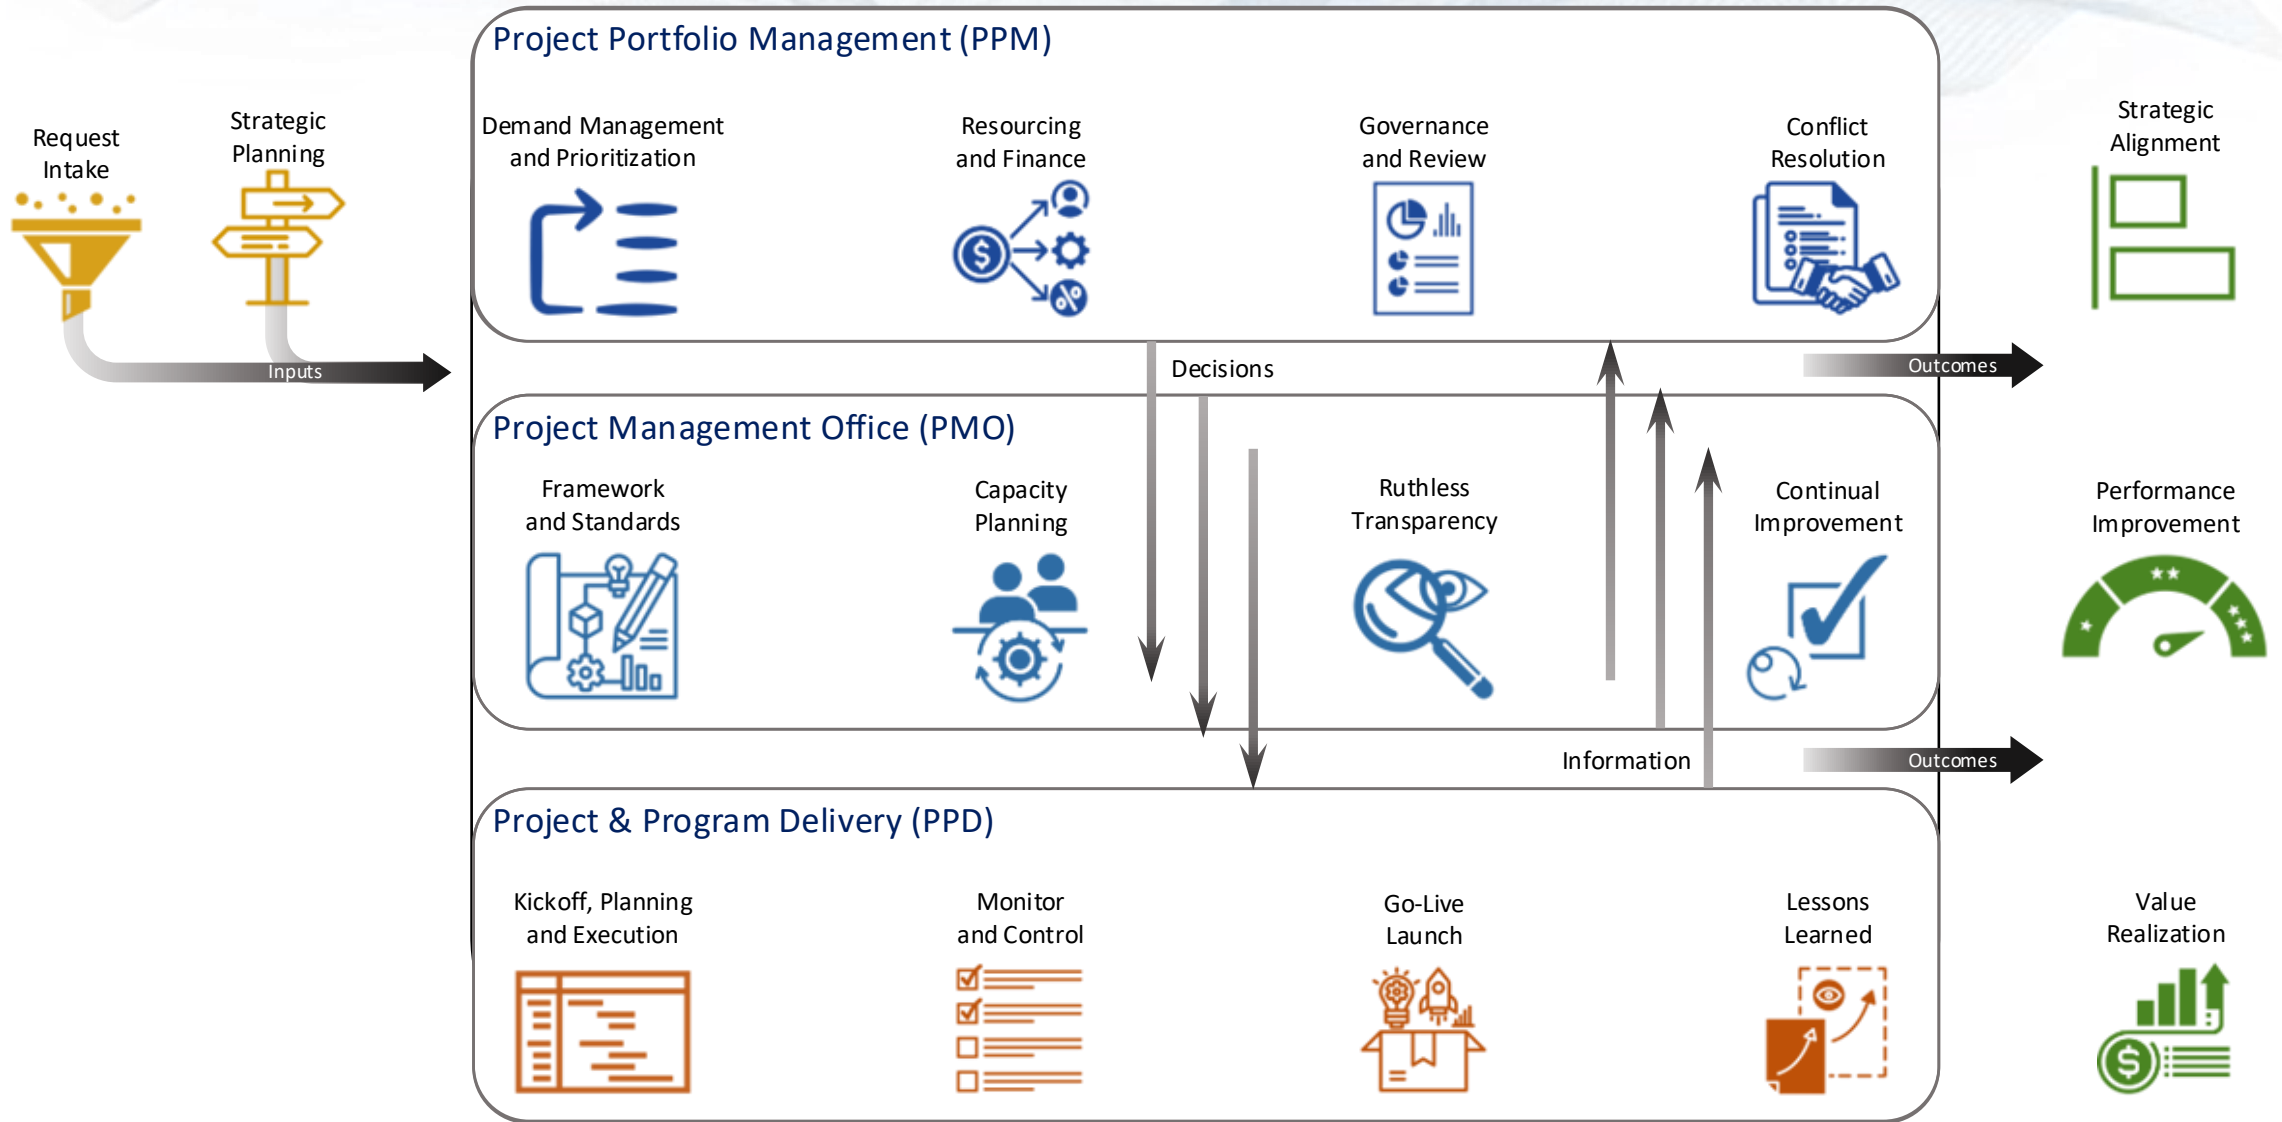 Project Portfolio Management (PPM)
Request
Intake
Strategic
Planning
Demand Management
and Prioritization
Resourcing
and Finance
Governance
and Review
Conflict
Resolution
Strategic
Alignment
Inputs
Decisions
Outcomes
Project Management Office (PMO)
Framework
and Standards
Capacity
Planning
Ruthless
Transparency
Continual
Improvement
Performance
Improvement
Information
Outcomes
Project & Program Delivery (PPD)
Kickoff, Planning
and Execution
Monitor
and Control
Go-Live
Launch
Lessons
Learned
Value
Realization